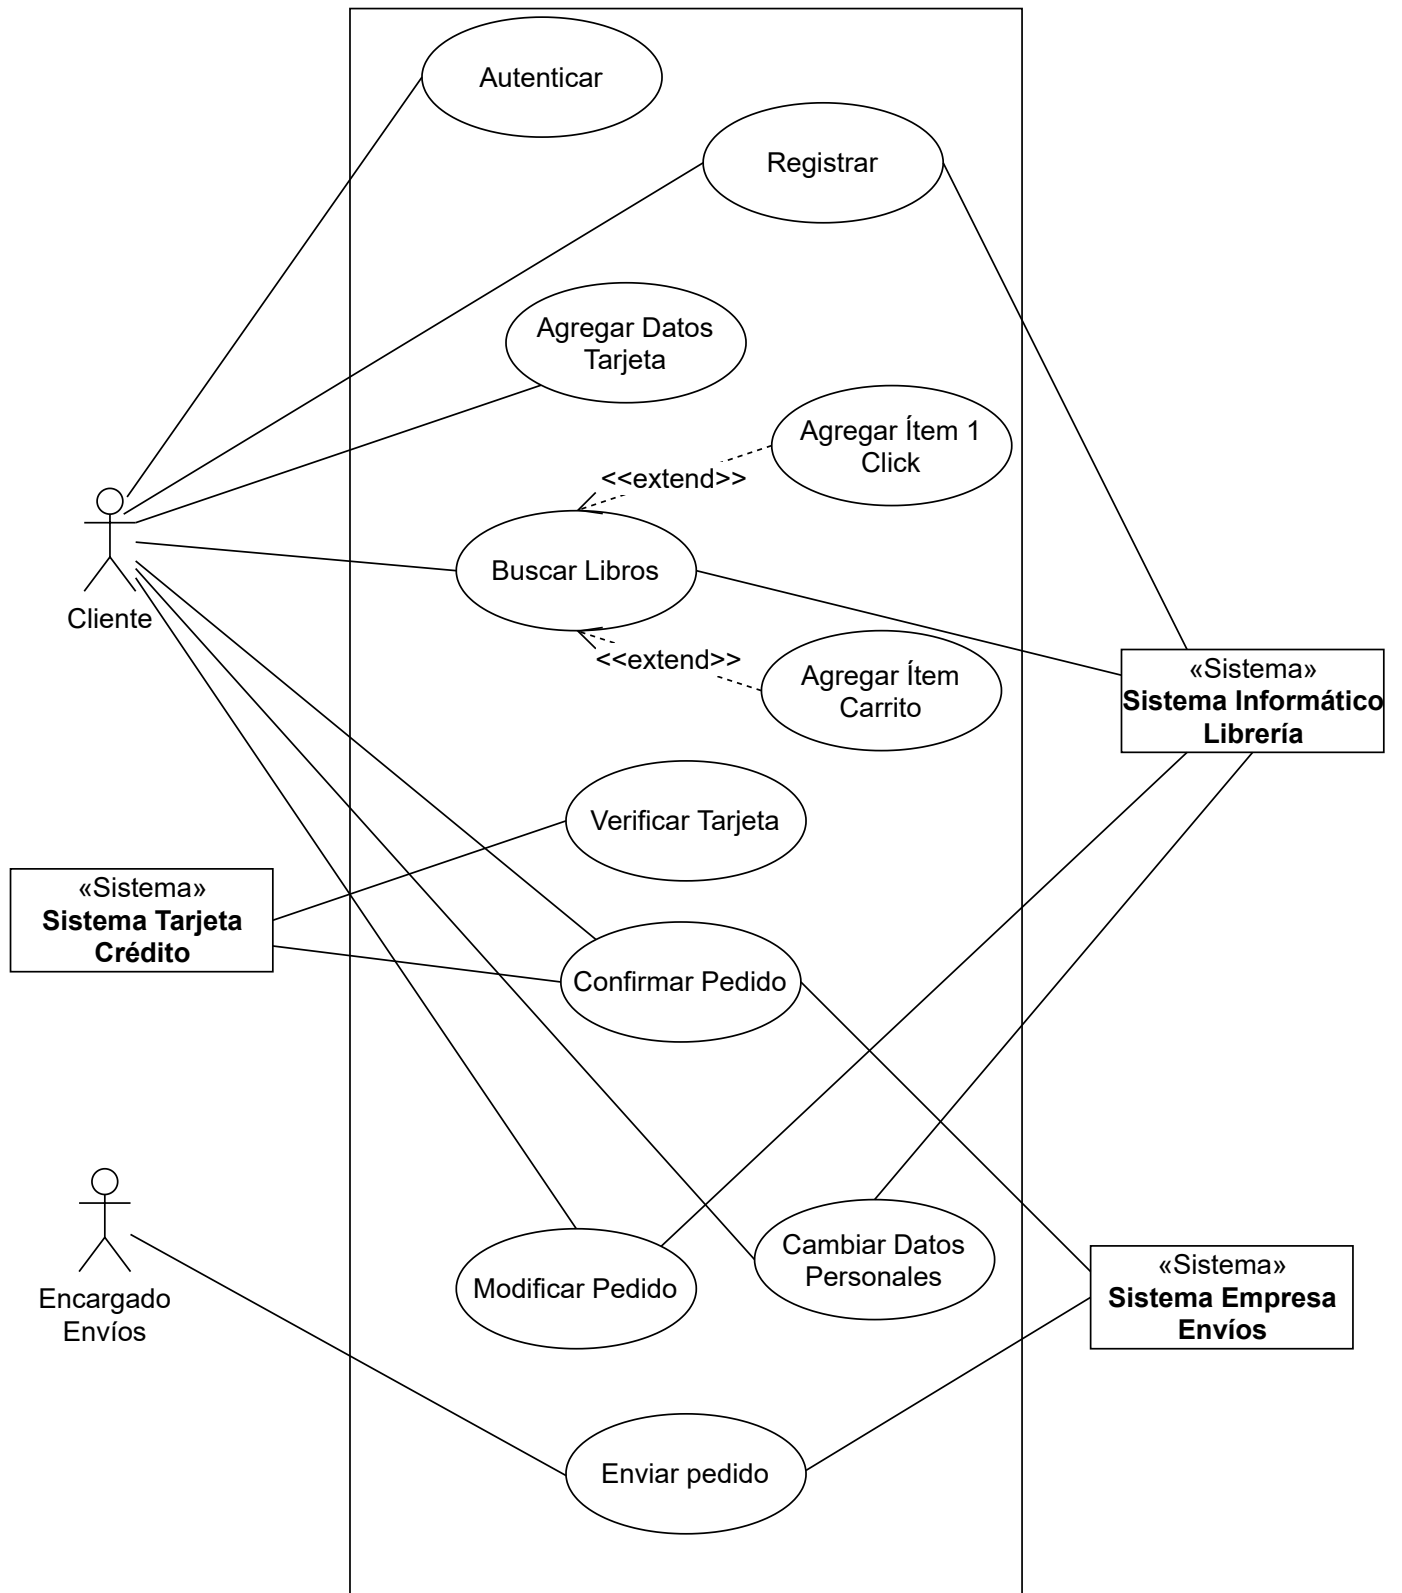 Autenticar
Registrar
Agregar Datos
Tarjeta
Agregar Ítem 1
Click
<<extend>>
Buscar Libros
Cliente
<<extend>>
Agregar Ítem
Carrito
«Sistema»
Sistema Informático
Librería
Verificar Tarjeta
«Sistema»
Sistema Tarjeta
Crédito
Confirmar Pedido
Encargado
Envíos
Modificar Pedido
Cambiar Datos
Personales
«Sistema»
Sistema Empresa
Envíos
Enviar pedido